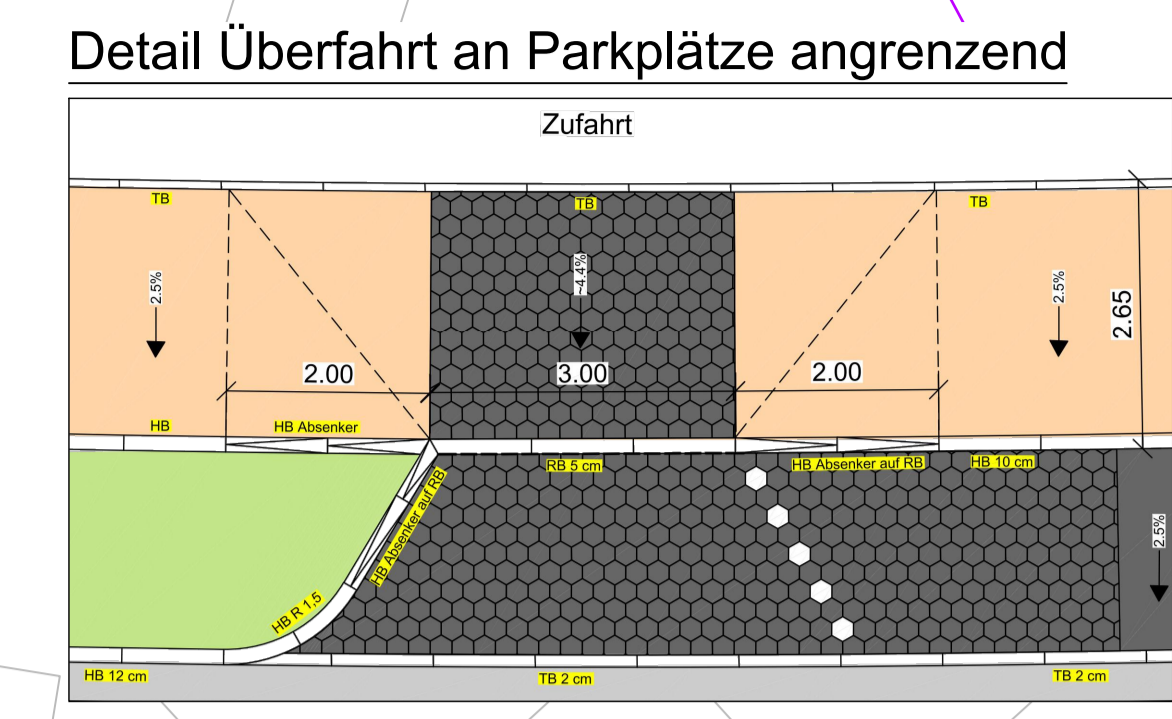 Detail Überfahrt an Parkplätze angrenzend
Zufahrt
TB
TB
TB
2.5%
~4.4%
2.5%
2.65
2.00
3.00
2.00
HB
HB Absenker
RB 5 cm
HB Absenker auf RB
HB 10 cm
HB Absenker auf RB
2.5%
HB R 1,5
HB 12 cm
TB 2 cm
TB 2 cm